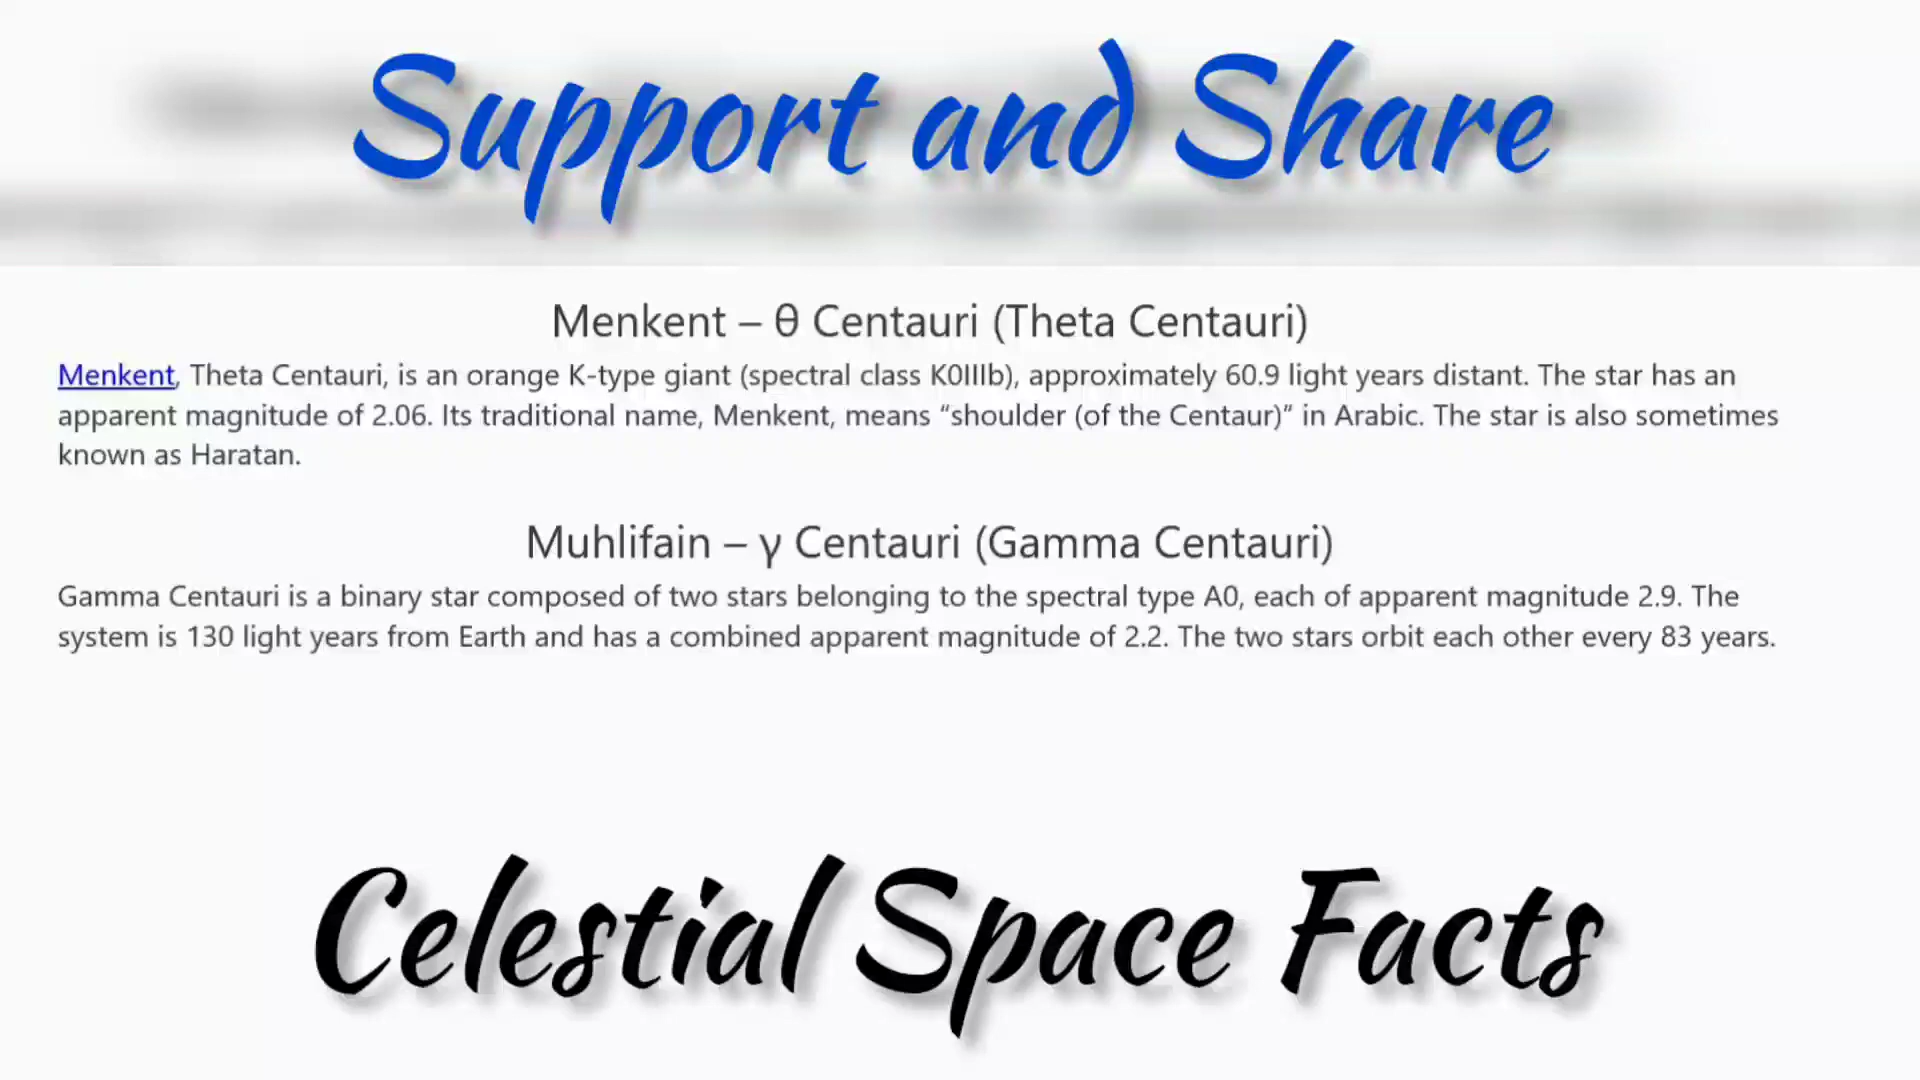 Support and Share
Menkent – θ Centauri (Theta Centauri)
Menkent, Theta Centauri, is an orange K-type giant (spectral class K0IIIb), approximately 60.9 light years distant. The star has an
apparent magnitude of 2.06. Its traditional name, Menkent, means “shoulder (of the Centaur)” in Arabic. The star is also sometimes
known as Haratan.
Muhlifain – γ Centauri (Gamma Centauri)
Gamma Centauri is a binary star composed of two stars belonging to the spectral type A0, each of apparent magnitude 2.9. The
system is 130 light years from Earth and has a combined apparent magnitude of 2.2. The two stars orbit each other every 83 years.
Celestial Space Facts